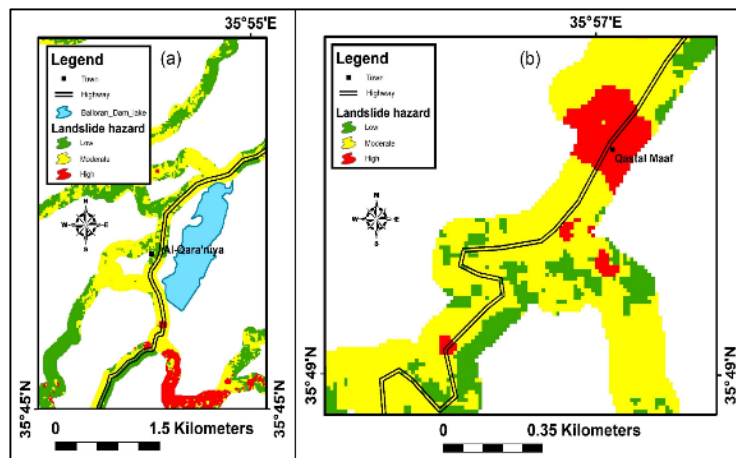 35°55'E
(a)
Legend
Town
Highway
Balloran_Dam_lake
Landslide hazard
Low
Moderate
High
N
W E
S
Al-Qara'niya
35°45'N
35°45'N
0 1.5 Kilometers
35°57'E
(b)
Legend
Town
Highway
Landslide hazard
Low
Moderate
High
N
W E
S
Qastal Maaf
35°49'N
35°49'N
0 0.35 Kilometers